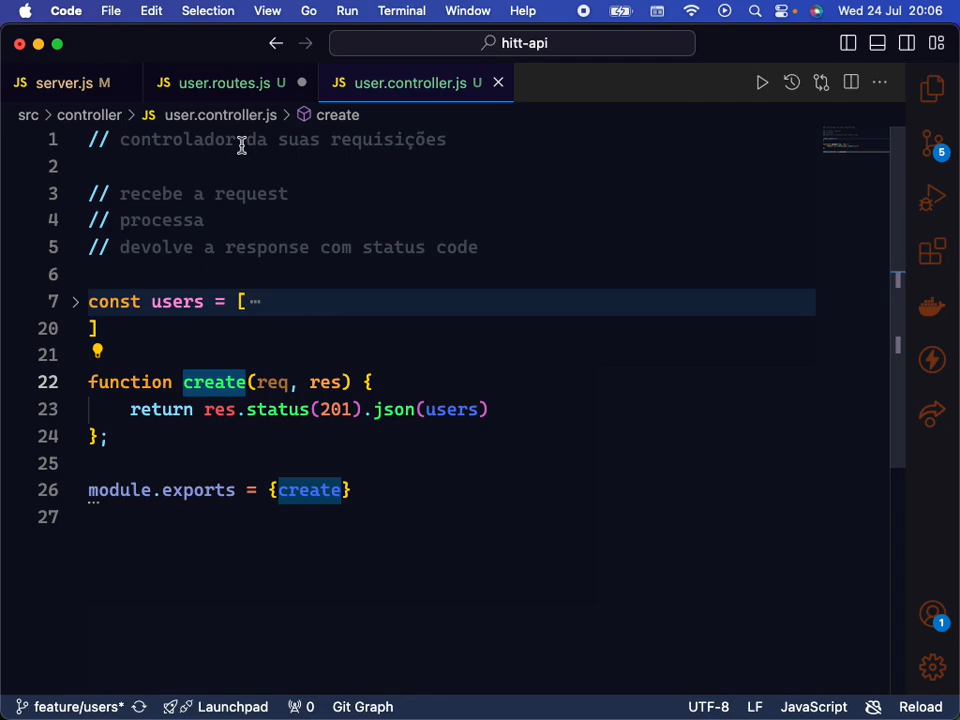 Code File Edit Selection View Go Run Terminal Window Help Wed 24 Jul 20:06
hitt-api
JS server.js M JS user.routes.js U JS user.controller.js U
src > controller > JS user.controller.js > create
1 // controlador da suas requisições
2
3 // recebe a request
4 // processa
5 // devolve a response com status code
6
7 const users = [ ⋯
20 ]
21
22 function create(req, res) {
23 return res.status(201).json(users)
24 };
25
26 module.exports = {create}
27
5
1
feature/users* Launchpad 0 Git Graph UTF-8 LF JavaScript Reload